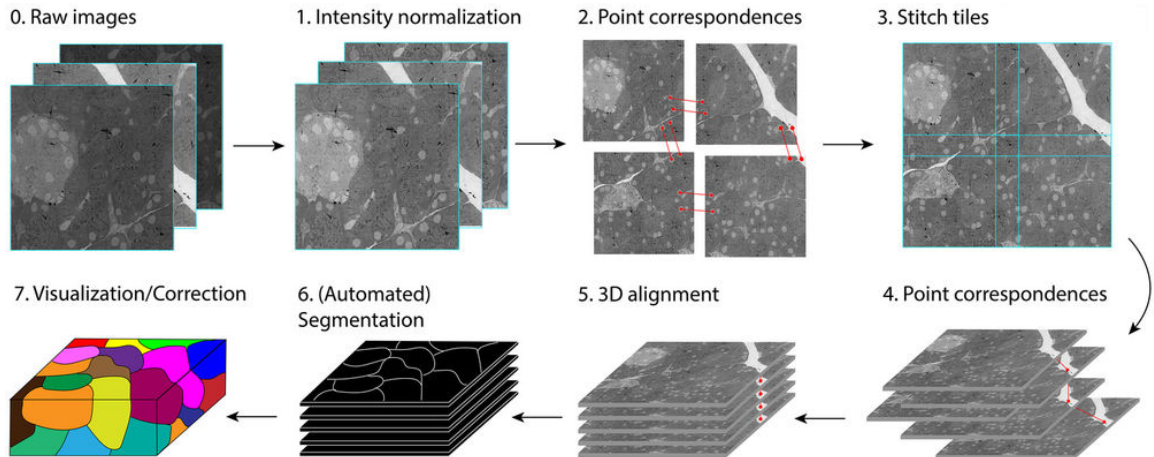 0. Raw images
1. Intensity normalization
2. Point correspondences
3. Stitch tiles
4. Point correspondences
5. 3D alignment
6. (Automated)
Segmentation
7. Visualization/Correction